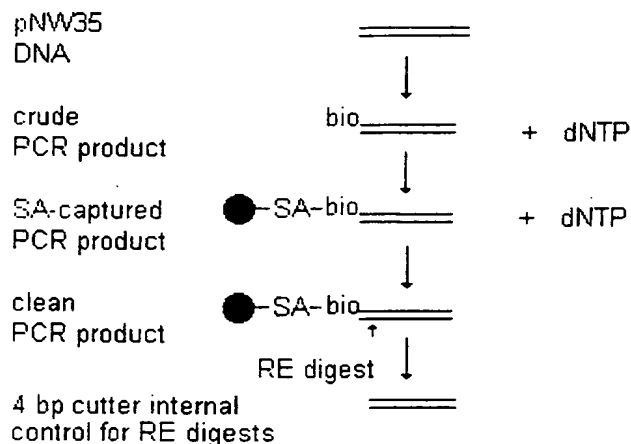 pNW35
DNA
crude
PCR product
bio
+ dNTP
SA-captured
PCR product
SA-bio
+ dNTP
clean
PCR product
SA-bio
RE digest
4 bp cutter internal
control for RE digests